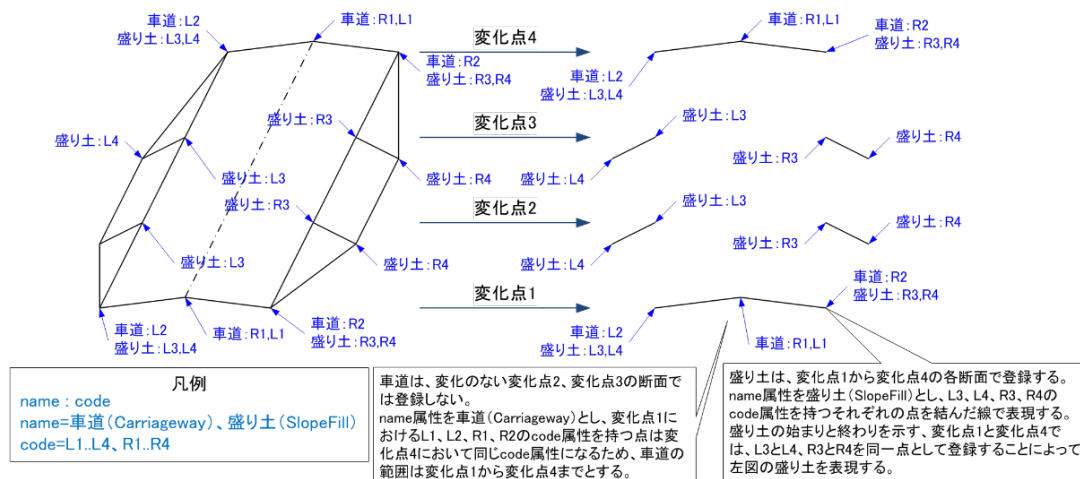 車道：L2
盛り土：L3,L4
車道：R1,L1
変化点4
車道：R2
盛り土：R3,R4
車道：R1,L1
車道：R2
盛り土：R3,R4
車道：L2
盛り土：L3,L4
盛り土：R3
変化点3
盛り土：L3
盛り土：L4
盛り土：R4
盛り土：R3
盛り土：L3
盛り土：R4
盛り土：L4
盛り土：R3
変化点2
盛り土：L3
盛り土：R4
盛り土：R3
盛り土：L3
盛り土：R4
盛り土：L4
変化点1
車道：R2
盛り土：R3,R4
車道：L2
盛り土：L3,L4
車道：R1,L1
車道：R2
盛り土：R3,R4
車道：L2
盛り土：L3,L4
車道：R1,L1
凡例
name：code
name=車道(Carriageway)、盛り土(SlopeFill)
code=L1..L4、R1..R4
車道は、変化のない変化点2、変化点3の断面で
は登録しない。
name属性を車道(Carriageway)とし、変化点1に
おけるL1、L2、R1、R2のcode属性を持つ点は変
化点4において同じcode属性になるため、車道の
範囲は変化点1から変化点4までとする。
盛り土は、変化点1から変化点4の各断面で登録する。
name属性を盛り土(SlopeFill)とし、L3、L4、R3、R4の
code属性を持つそれぞれの点を結んだ線で表現する。
盛り土の始まりと終わりを示す、変化点1と変化点4で
は、L3とL4、R3とR4を同一点として登録することによって
左図の盛り土を表現する。